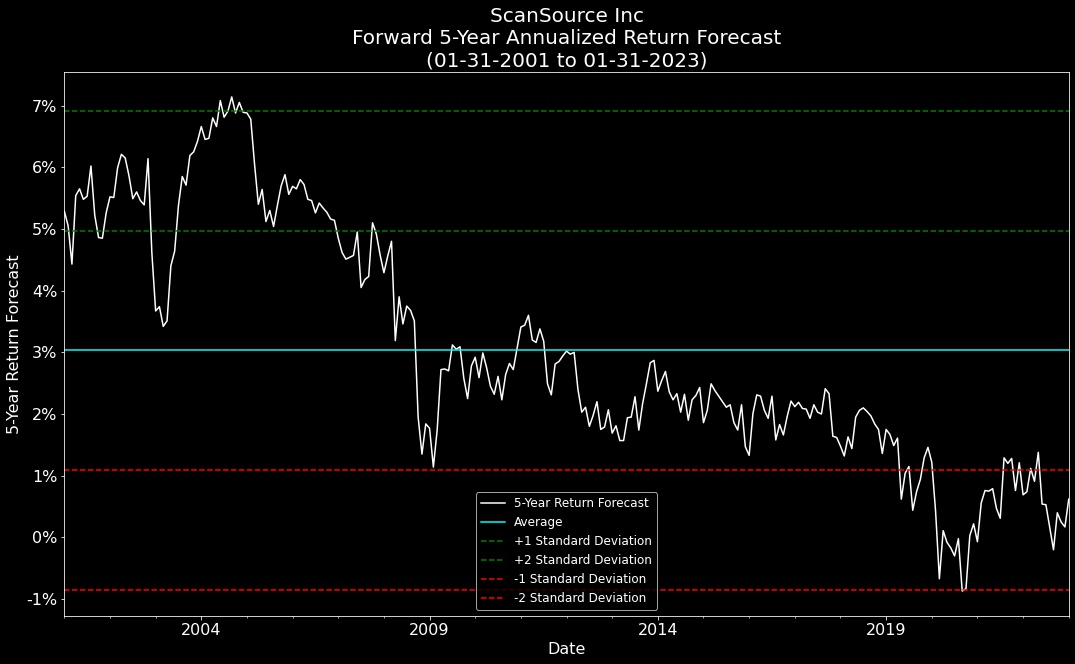 ScanSource Inc
Forward 5-Year Annualized Return Forecast
(01-31-2001 to 01-31-2023)
5-Year Return Forecast
7%
6%
5%
4%
3%
2%
1%
0%
-1%
5-Year Return Forecast
Average
+1 Standard Deviation
+2 Standard Deviation
-1 Standard Deviation
-2 Standard Deviation
2004
2009
2014
2019
Date